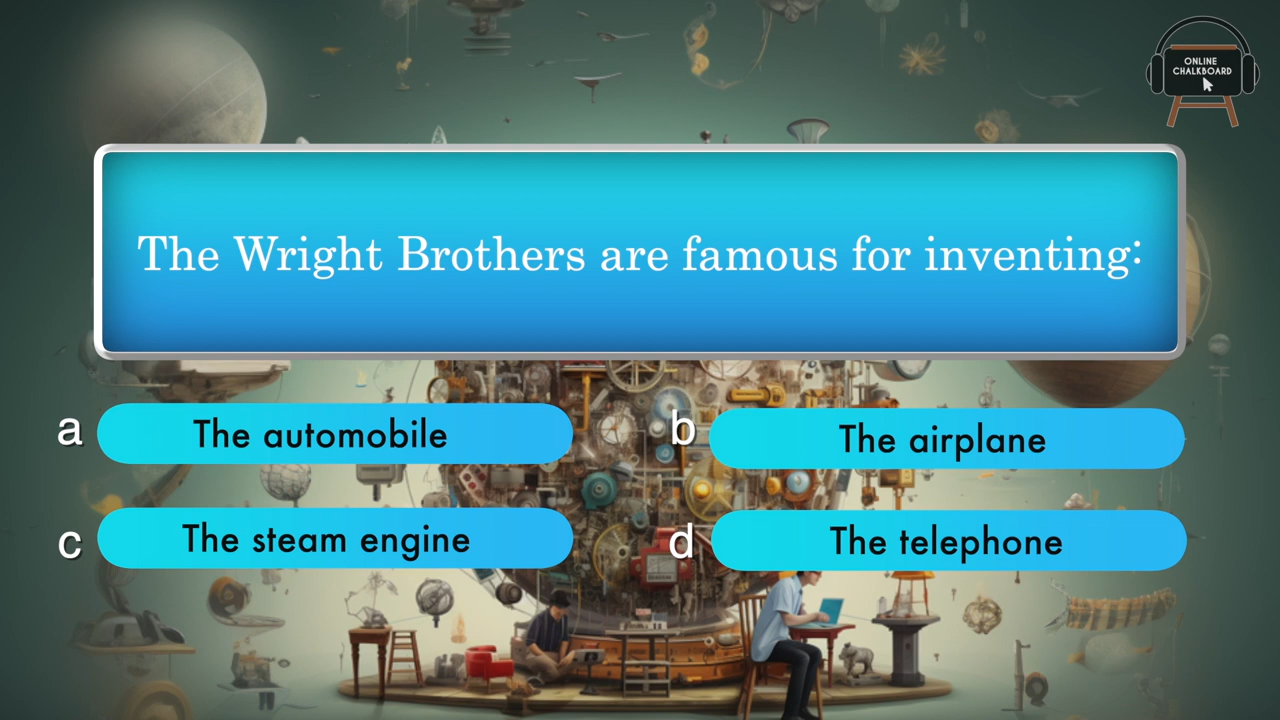 ONLINE
CHALKBOARD
The Wright Brothers are famous for inventing:
a The automobile
b The airplane
c The steam engine
d The telephone